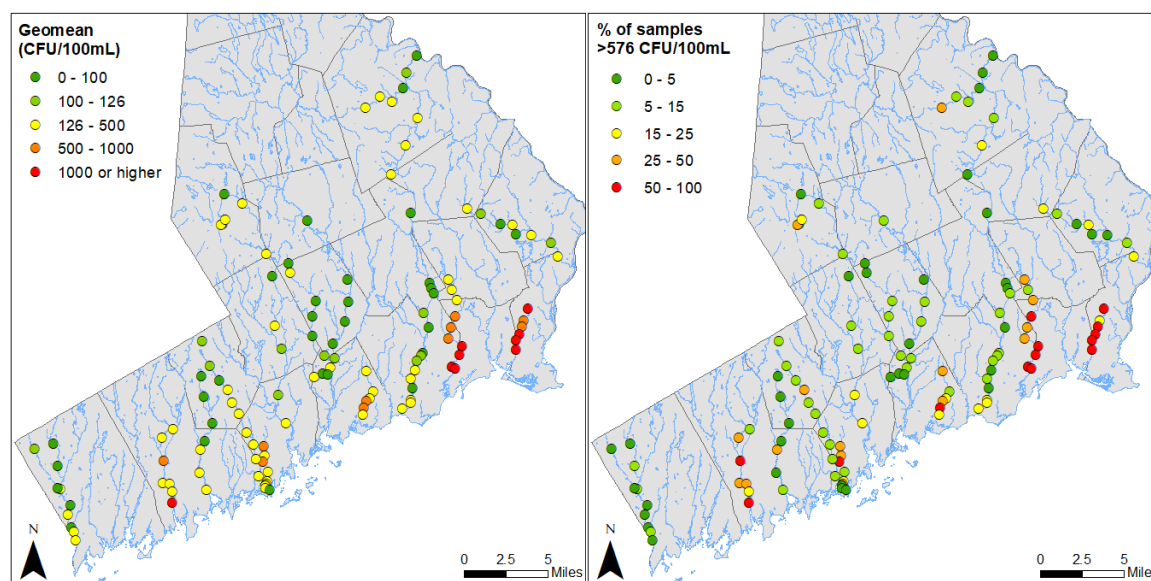 Geomean
(CFU/100mL)
0 - 100
100 - 126
126 - 500
500 - 1000
1000 or higher
N
0 2.5 5
Miles
% of samples
>576 CFU/100mL
0 - 5
5 - 15
15 - 25
25 - 50
50 - 100
N
0 2.5 5
Miles